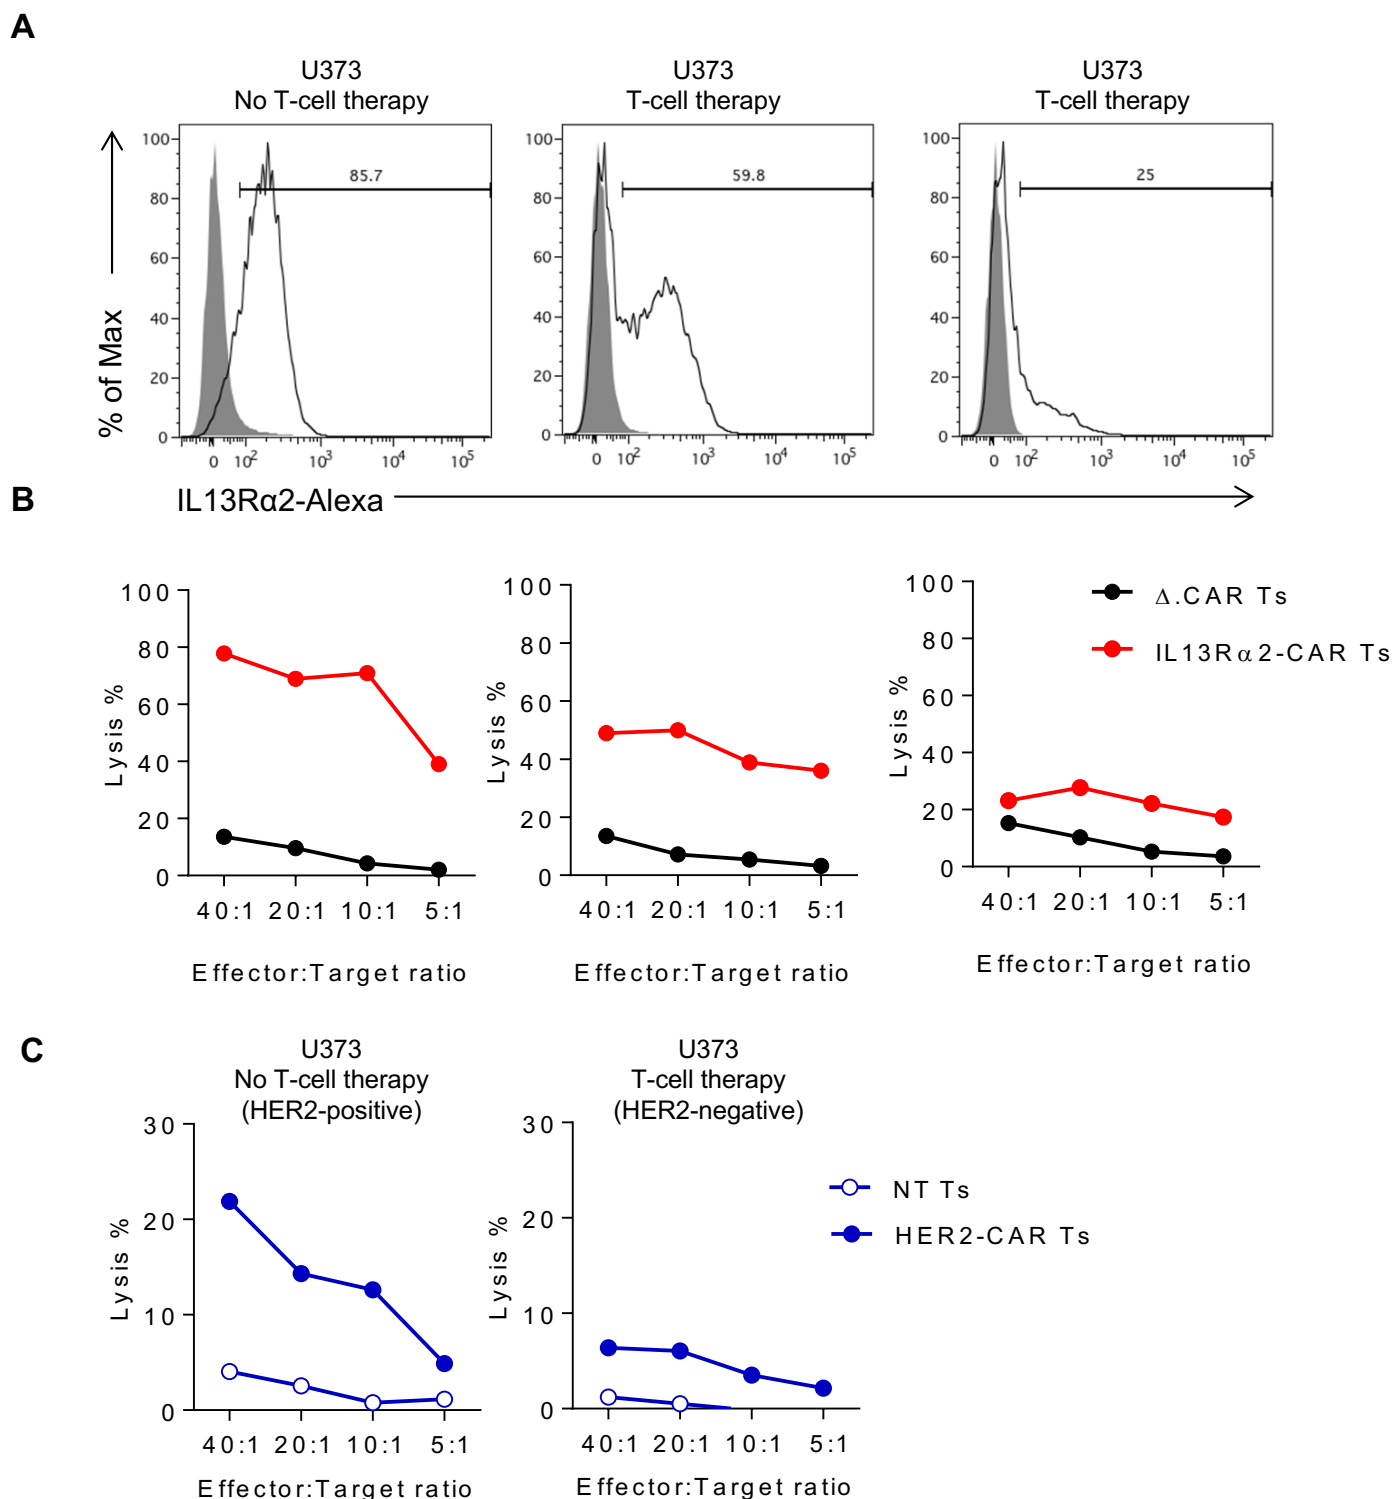 A
U373
No T-cell therapy
U373
T-cell therapy
U373
T-cell therapy
% of Max
100
80
60
40
20
0
85.7
0 10² 10³ 10⁴ 10⁵
100
80
60
40
20
0
59.8
0 10² 10³ 10⁴ 10⁵
100
80
60
40
20
0
25
0 10² 10³ 10⁴ 10⁵
IL13Rα2-Alexa
B
Lysis %
100
80
60
40
20
0
40:1 20:1 10:1 5:1
Effector:Target ratio
Lysis %
100
80
60
40
20
0
40:1 20:1 10:1 5:1
Effector:Target ratio
Lysis %
100
80
60
40
20
0
40:1 20:1 10:1 5:1
Effector:Target ratio
Δ.CAR Ts
IL13Rα2-CAR Ts
C
U373
No T-cell therapy
(HER2-positive)
Lysis %
30
20
10
0
40:1 20:1 10:1 5:1
Effector:Target ratio
U373
T-cell therapy
(HER2-negative)
Lysis %
30
20
10
0
40:1 20:1 10:1 5:1
Effector:Target ratio
NT Ts
HER2-CAR Ts